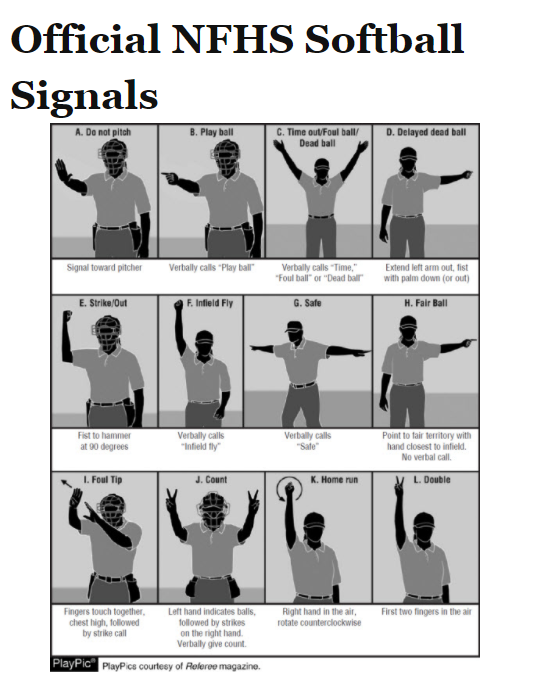 Official NFHS Softball
Signals
A. Do not pitch
B. Play ball
C. Time out/Foul ball/
Dead ball
D. Delayed dead ball
Signal toward pitcher
Verbally calls "Play ball"
Verbally calls "Time,"
"Foul ball" or "Dead ball"
Extend left arm out, fist
with palm down (or out)
E. Strike/Out
F. Infield Fly
G. Safe
H. Fair Ball
Fist to hammer
at 90 degrees
Verbally calls
"Infield fly"
Verbally calls
"Safe"
Point to fair territory with
hand closest to infield.
No verbal call.
I. Foul Tip
J. Count
K. Home run
L. Double
Fingers touch together,
chest high, followed
by strike call
Left hand indicates balls,
followed by strikes
on the right hand.
Verbally give count.
Right hand in the air,
rotate counterclockwise
First two fingers in the air
PlayPic® PlayPics courtesy of Referee magazine.